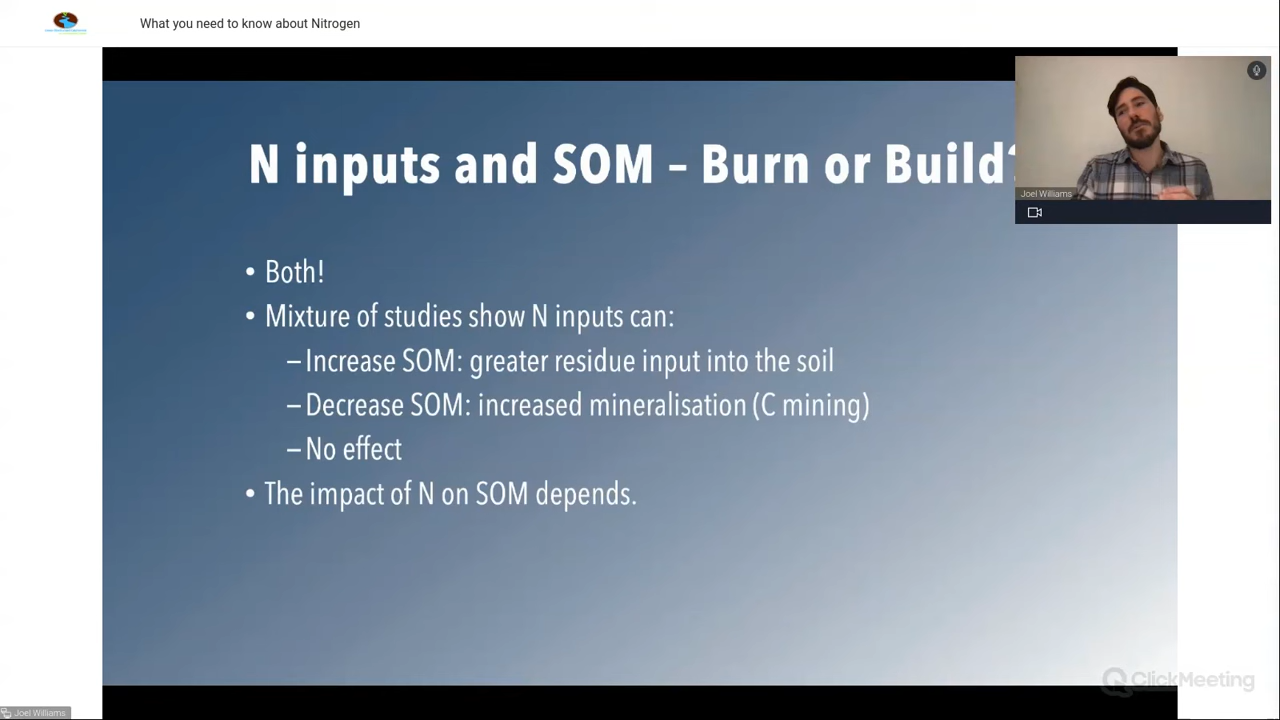 What you need to know about Nitrogen
N inputs and SOM – Burn or Build?
Joel Williams
• Both!
• Mixture of studies show N inputs can:
– Increase SOM: greater residue input into the soil
– Decrease SOM: increased mineralisation (C mining)
– No effect
• The impact of N on SOM depends.
ClickMeeting
Joel Williams